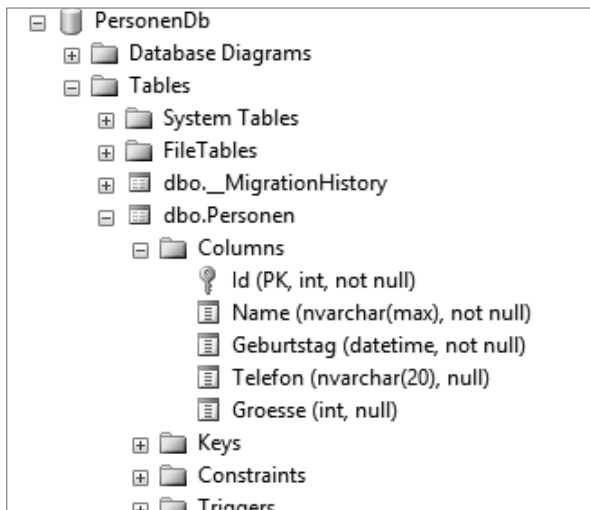 PersonenDb
Database Diagrams
Tables
System Tables
FileTables
dbo.__MigrationHistory
dbo.Personen
Columns
Id (PK, int, not null)
Name (nvarchar(max), not null)
Geburtstag (datetime, not null)
Telefon (nvarchar(20), null)
Groesse (int, null)
Keys
Constraints
Triggers